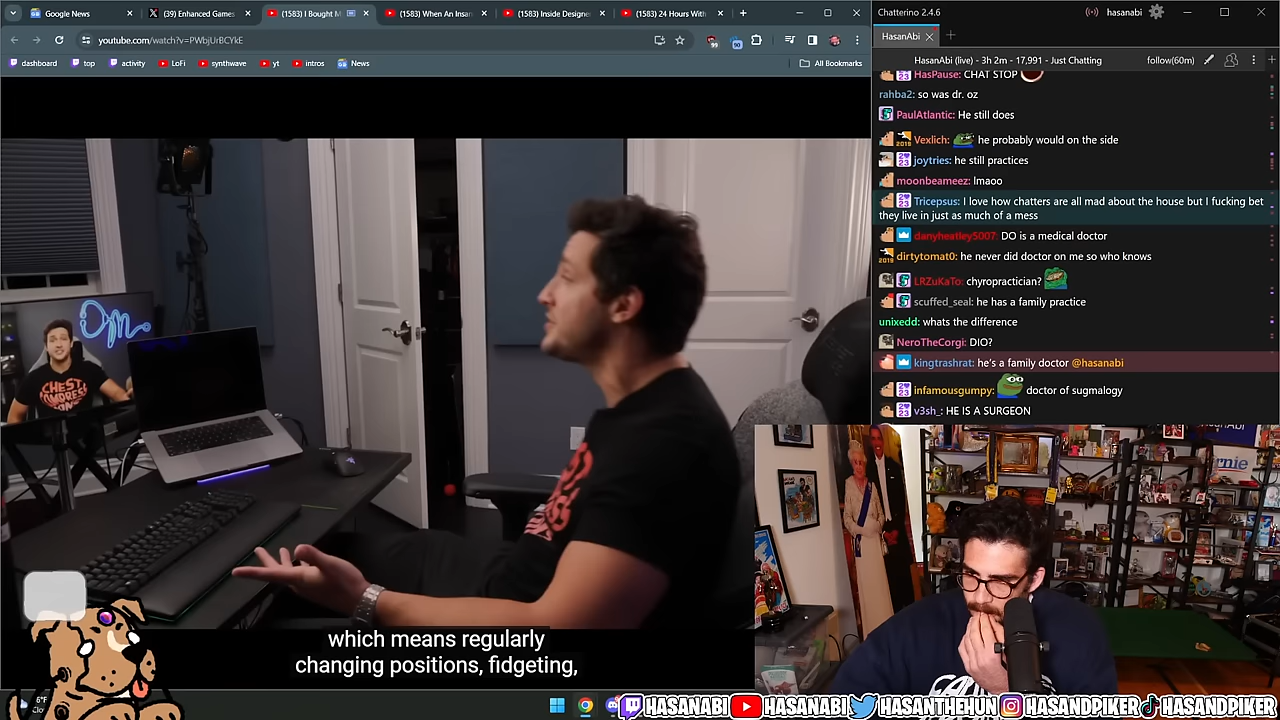 Google News
(39) Enhanced Games
(1583) I Bought M
(1583) When An Insan
(1583) Inside Designer
(1583) 24 Hours With
youtube.com/watch?v=PWbjUrBCYkE
99
90
dashboard
top
activity
LoFi
synthwave
yt
intros
News
All Bookmarks
which means regularly
changing positions, fidgeting,
Chatterino 2.4.6
hasanabi
HasanAbi
HasanAbi (live) - 3h 2m - 17,991 - Just Chatting
follow(60m)
HasPause: CHAT STOP
rahba2: so was dr. oz
PaulAtlantic: He still does
Vexlich: he probably would on the side
joytries: he still practices
moonbeameez: lmaoo
Tricepsus: I love how chatters are all mad about the house but I fucking bet
they live in just as much of a mess
danyheatley5007: DO is a medical doctor
dirtytomat0: he never did doctor on me so who knows
LRZuKaTo: chyropractician?
scuffed_seal: he has a family practice
unixedd: whats the difference
NeroTheCorgi: DIO?
kingtrashrat: he's a family doctor @hasanabi
infamousgumpy: doctor of sugmalogy
v3sh_: HE IS A SURGEON
HASANABI
HASANABI
HASANTHEHUN
HASANDPIKER
HASANDPIKER